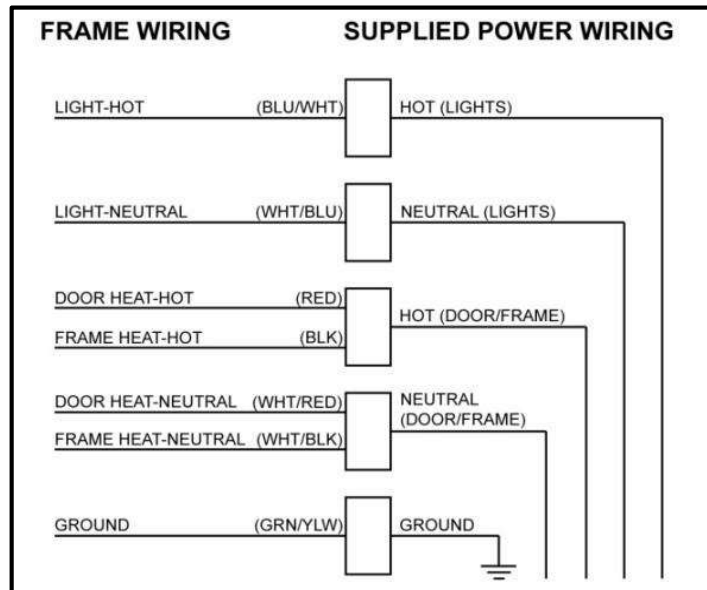 FRAME WIRING SUPPLIED POWER WIRING
LIGHT-HOT (BLU/WHT) HOT (LIGHTS)
LIGHT-NEUTRAL (WHT/BLU) NEUTRAL (LIGHTS)
DOOR HEAT-HOT (RED)
FRAME HEAT-HOT (BLK)
HOT (DOOR/FRAME)
DOOR HEAT-NEUTRAL (WHT/RED)
FRAME HEAT-NEUTRAL (WHT/BLK)
NEUTRAL
(DOOR/FRAME)
GROUND (GRN/YLW) GROUND